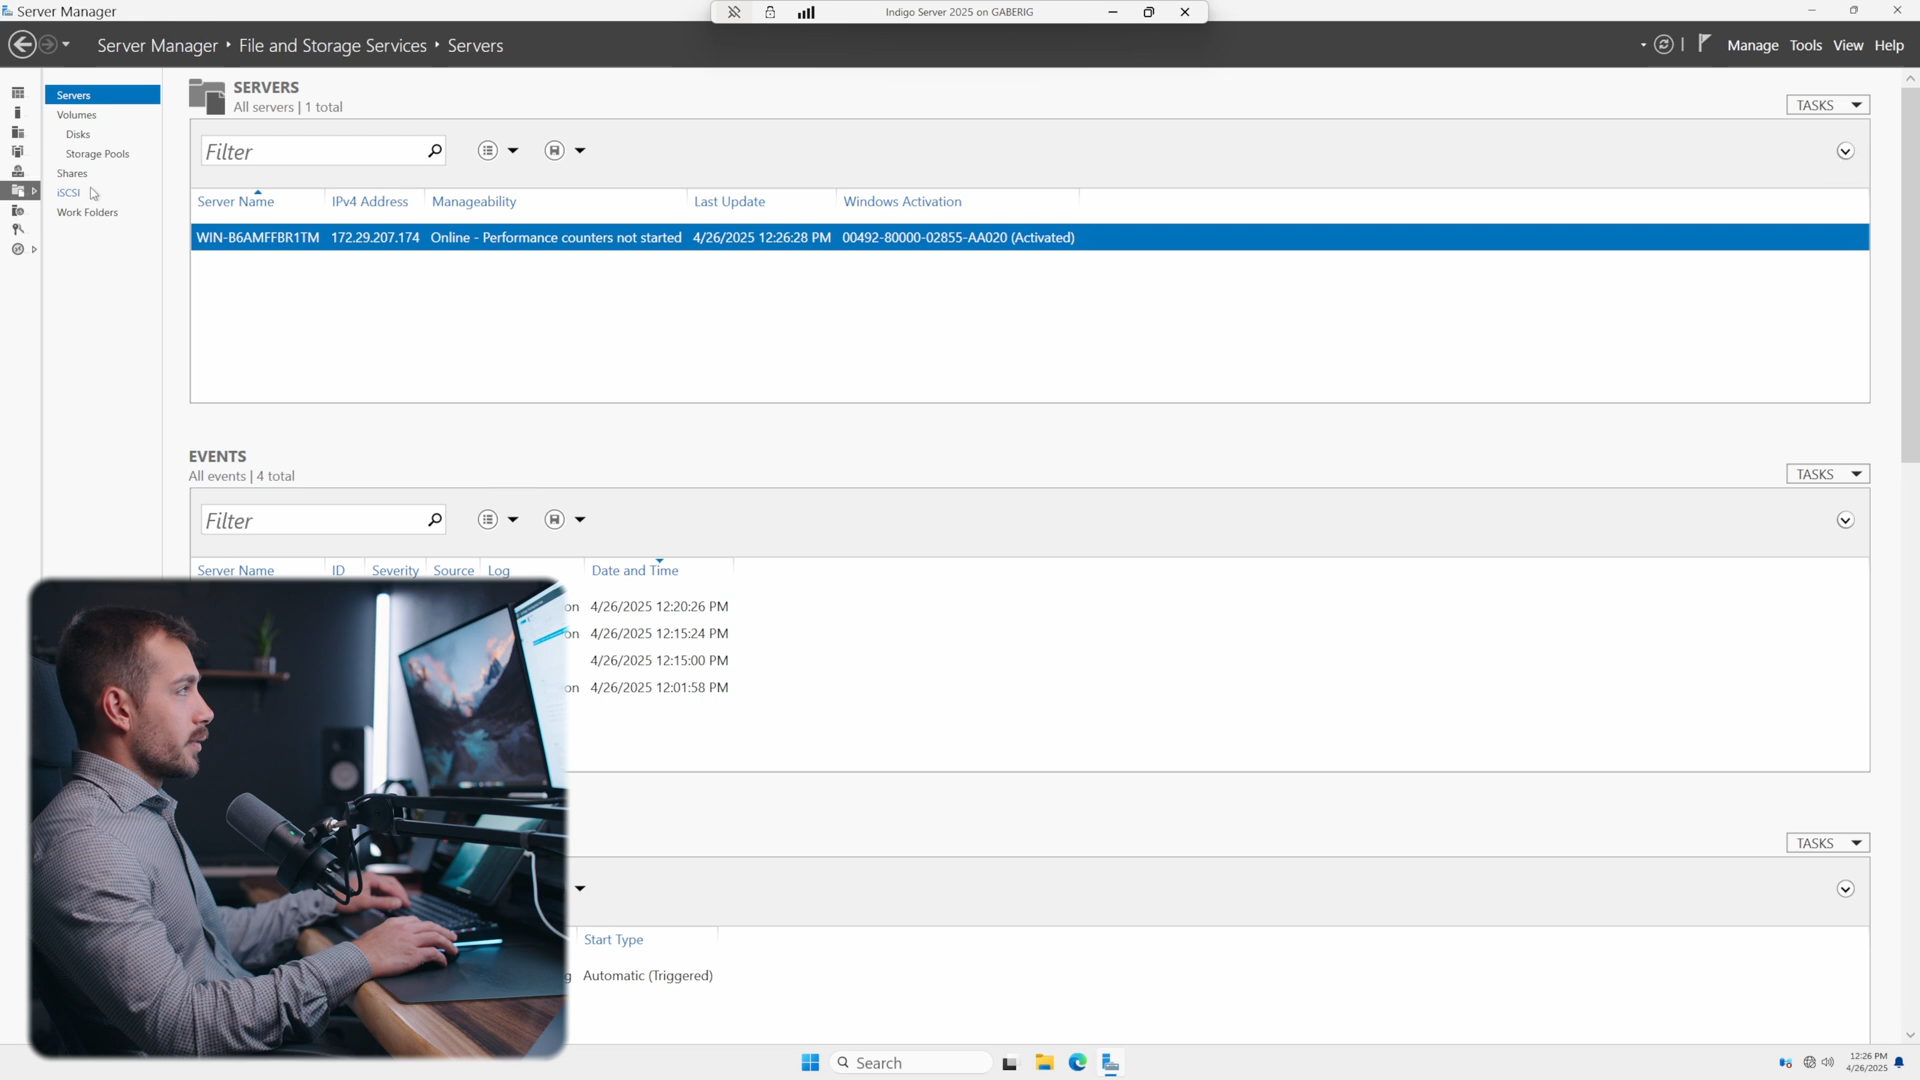 Server Manager
Indigo Server 2025 on GABERIG
Server Manager ‣ File and Storage Services ‣ Servers
Manage Tools View Help
Servers
Volumes
Disks
Storage Pools
Shares
iSCSI
Work Folders
SERVERS
All servers | 1 total
TASKS
Filter
Server Name IPv4 Address Manageability Last Update Windows Activation
WIN-B6AMFFBR1TM 172.29.207.174 Online - Performance counters not started 4/26/2025 12:26:28 PM 00492-80000-02855-AA020 (Activated)
EVENTS
All events | 4 total
TASKS
Filter
Server Name ID Severity Source Log Date and Time
on 4/26/2025 12:20:26 PM
on 4/26/2025 12:15:24 PM
4/26/2025 12:15:00 PM
on 4/26/2025 12:01:58 PM
TASKS
Start Type
g Automatic (Triggered)
Search
12:26 PM
4/26/2025